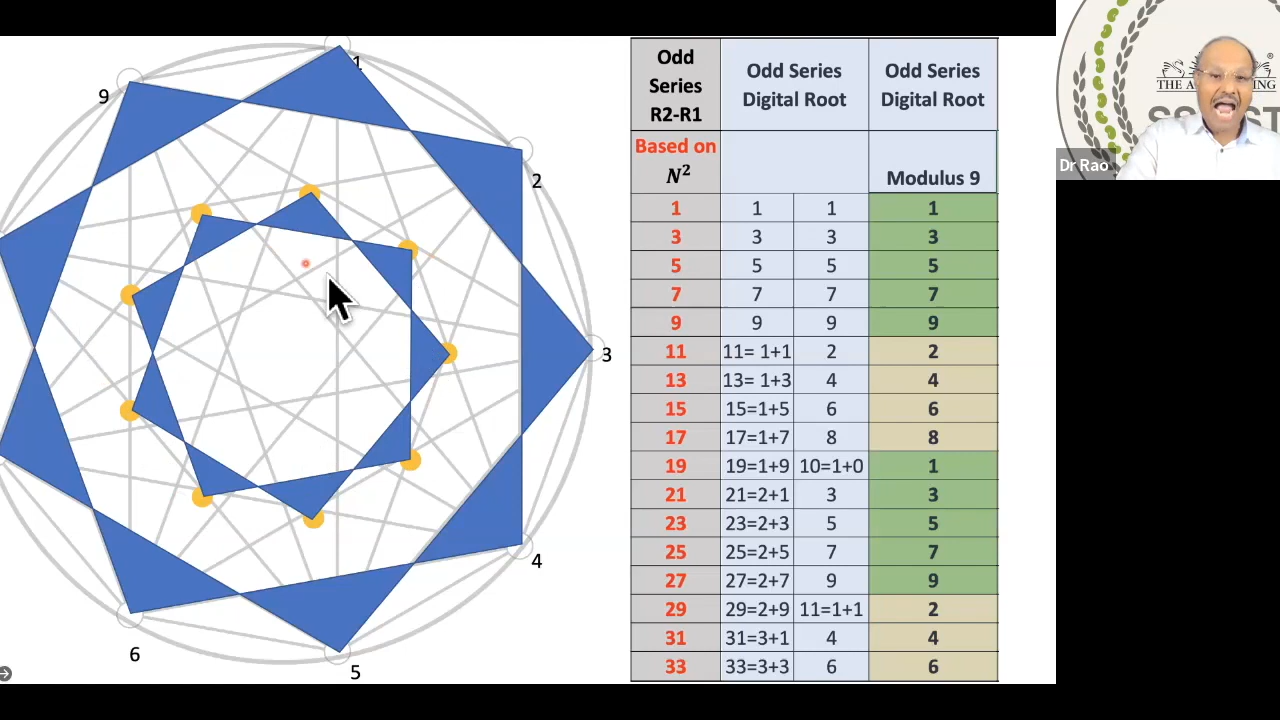 9
1
2
3
4
5
6
Odd Series R2-R1
Odd Series Digital Root
Odd Series Digital Root
Based on N²
Modulus 9
1 1 1 1
3 3 3 3
5 5 5 5
7 7 7 7
9 9 9 9
11 11= 1+1 2 2
13 13= 1+3 4 4
15 15=1+5 6 6
17 17=1+7 8 8
19 19=1+9 10=1+0 1
21 21=2+1 3 3
23 23=2+3 5 5
25 25=2+5 7 7
27 27=2+7 9 9
29 29=2+9 11=1+1 2
31 31=3+1 4 4
33 33=3+3 6 6
Dr Rao